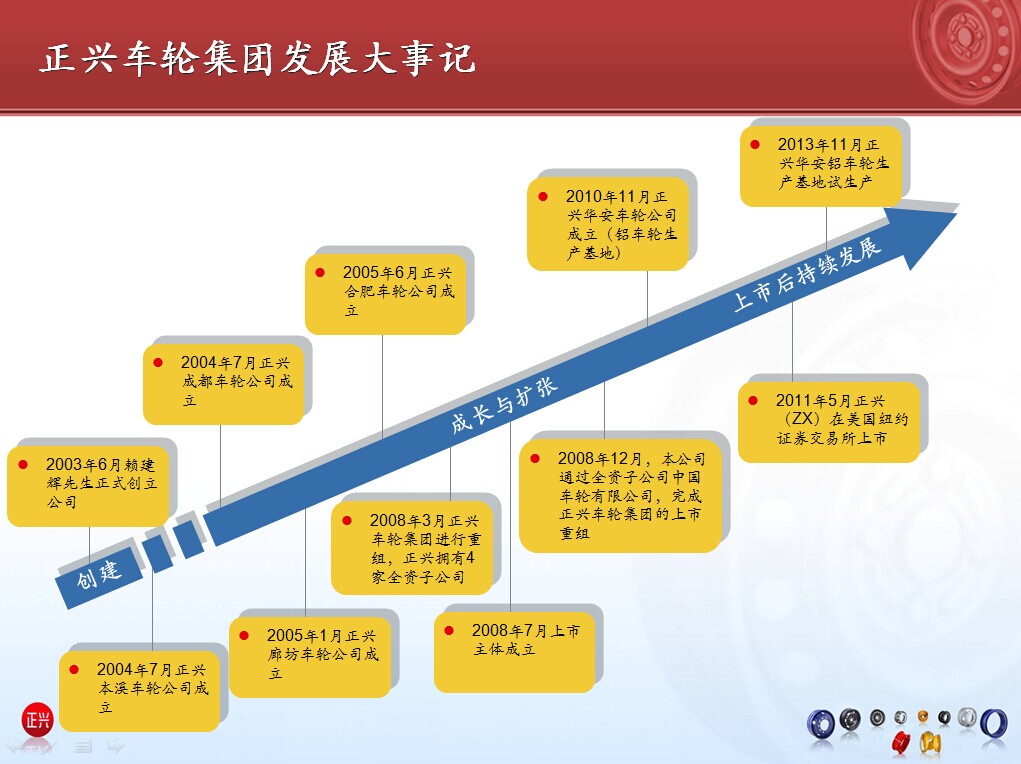 正兴车轮集团发展大事记
2013年11月正
兴华安铝车轮生
产基地试生产
2010年11月正
兴华安车轮公司
成立（铝车轮生
产基地）
2005年6月正兴
合肥车轮公司成
立
2004年7月正兴
成都车轮公司成
立
2003年6月赖建
辉先生正式创立
公司
创建
成长与扩张
上市后持续发展
2004年7月正兴
本溪车轮公司成
立
2005年1月正兴
廊坊车轮公司成
立
2008年3月正兴
车轮集团进行重
组，正兴拥有4
家全资子公司
2008年7月上市
主体成立
2008年12月，本公司
通过全资子公司中国
车轮有限公司，完成
正兴车轮集团的上市
重组
2011年5月正兴
（ZX）在美国纽约
证券交易所上市
正兴